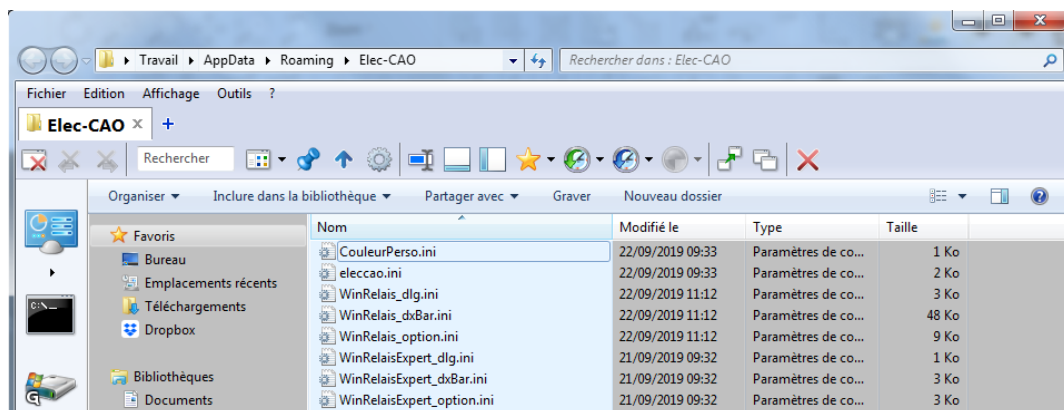 Travail AppData Roaming Elec-CAO Rechercher dans : Elec-CAO
Fichier Edition Affichage Outils ?
Elec-CAO × +
Rechercher
Organiser Inclure dans la bibliothèque Partager avec Graver Nouveau dossier
Favoris
Bureau
Emplacements récents
Téléchargements
Dropbox
Bibliothèques
Documents
C:\_
G
Nom Modifié le Type Taille
CouleurPerso.ini 22/09/2019 09:33 Paramètres de co... 1 Ko
eleccao.ini 22/09/2019 09:33 Paramètres de co... 2 Ko
WinRelais_dlg.ini 22/09/2019 11:12 Paramètres de co... 3 Ko
WinRelais_dxBar.ini 22/09/2019 11:12 Paramètres de co... 48 Ko
WinRelais_option.ini 22/09/2019 11:12 Paramètres de co... 9 Ko
WinRelaisExpert_dlg.ini 21/09/2019 09:32 Paramètres de co... 1 Ko
WinRelaisExpert_dxBar.ini 21/09/2019 09:32 Paramètres de co... 3 Ko
WinRelaisExpert_option.ini 21/09/2019 09:32 Paramètres de co... 3 Ko